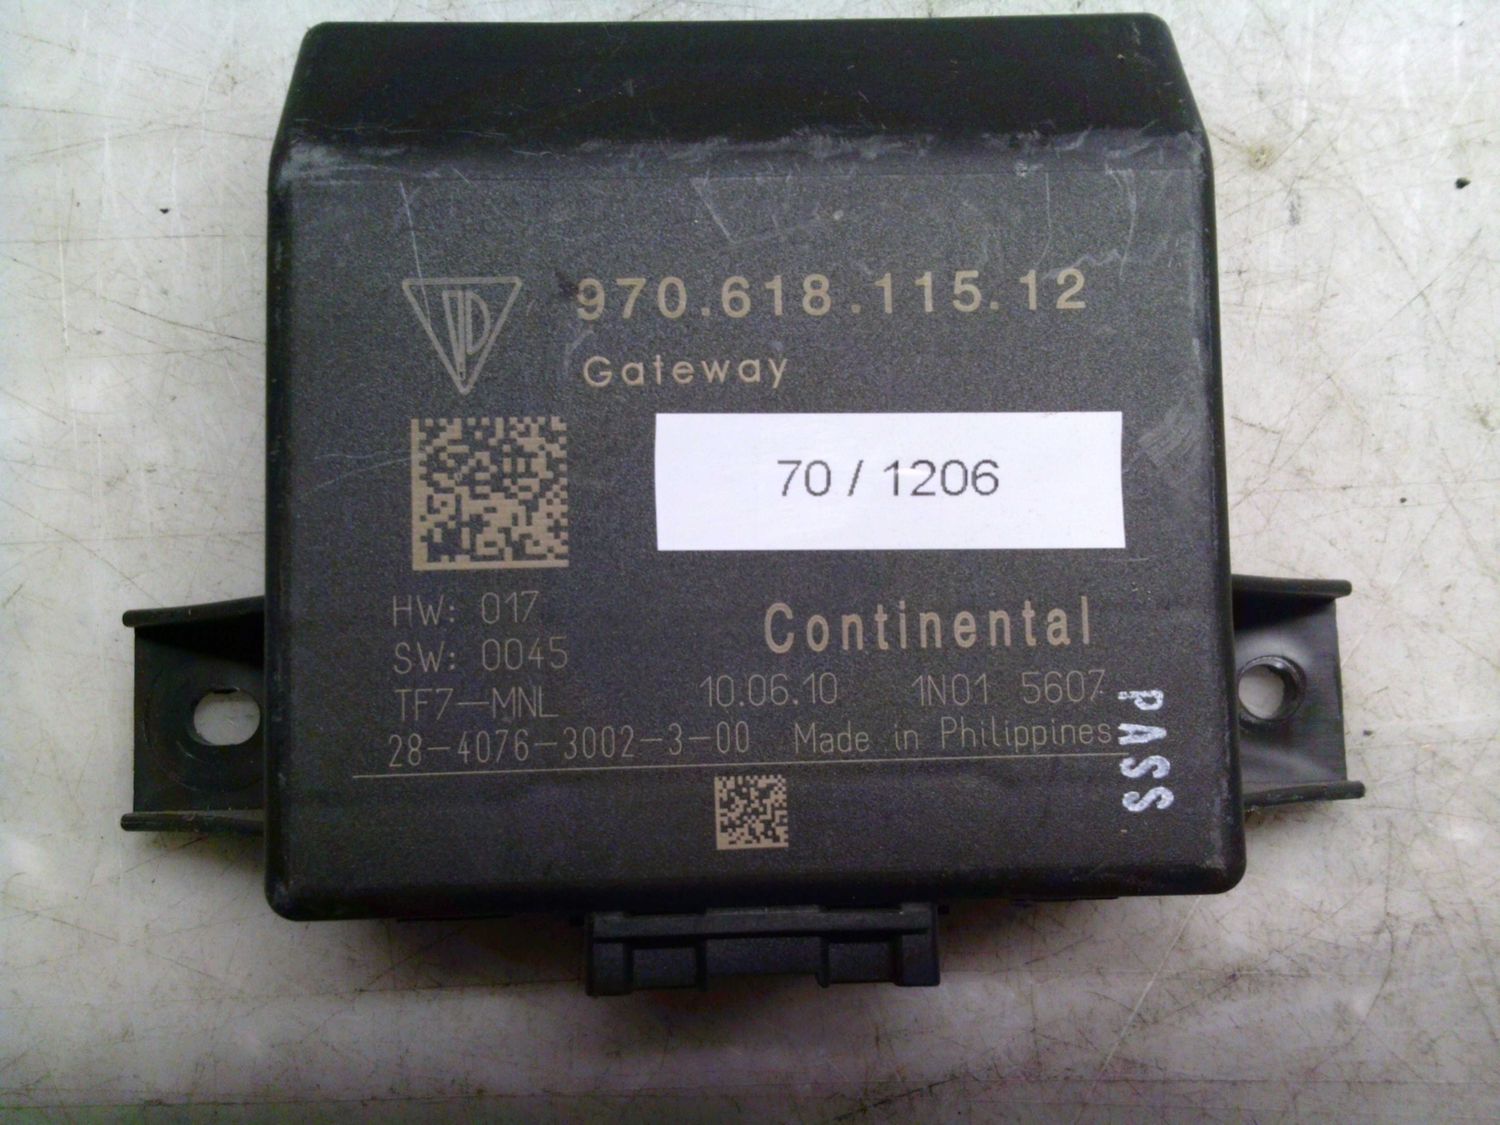 970.618.115.12
Gateway
70 / 1206
HW: 017
SW: 0045
Continental
TF7-MNL 10.06.10 1N01 5607
28-4076-3002-3-00 Made in Philippines
PASS